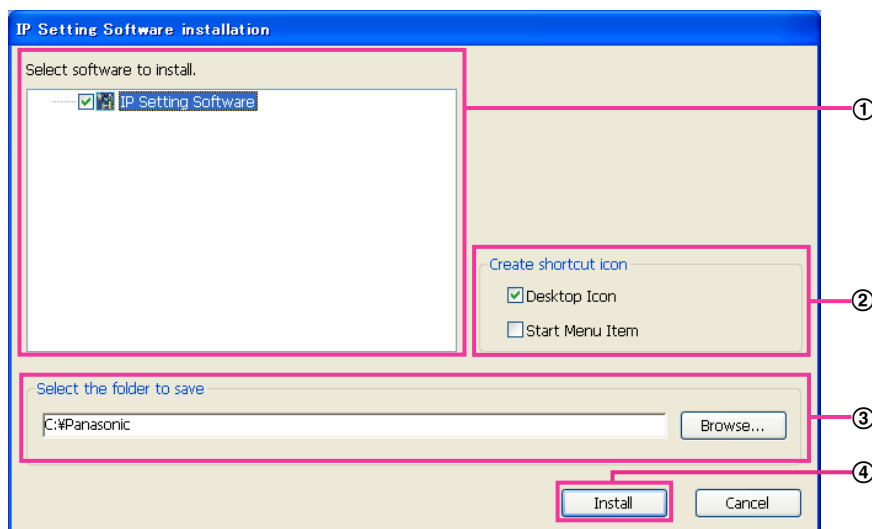 IP Setting Software installation
Select software to install.
IP Setting Software
①
Create shortcut icon
Desktop Icon
Start Menu Item
②
Select the folder to save
C:¥Panasonic
Browse...
③
④
Install
Cancel